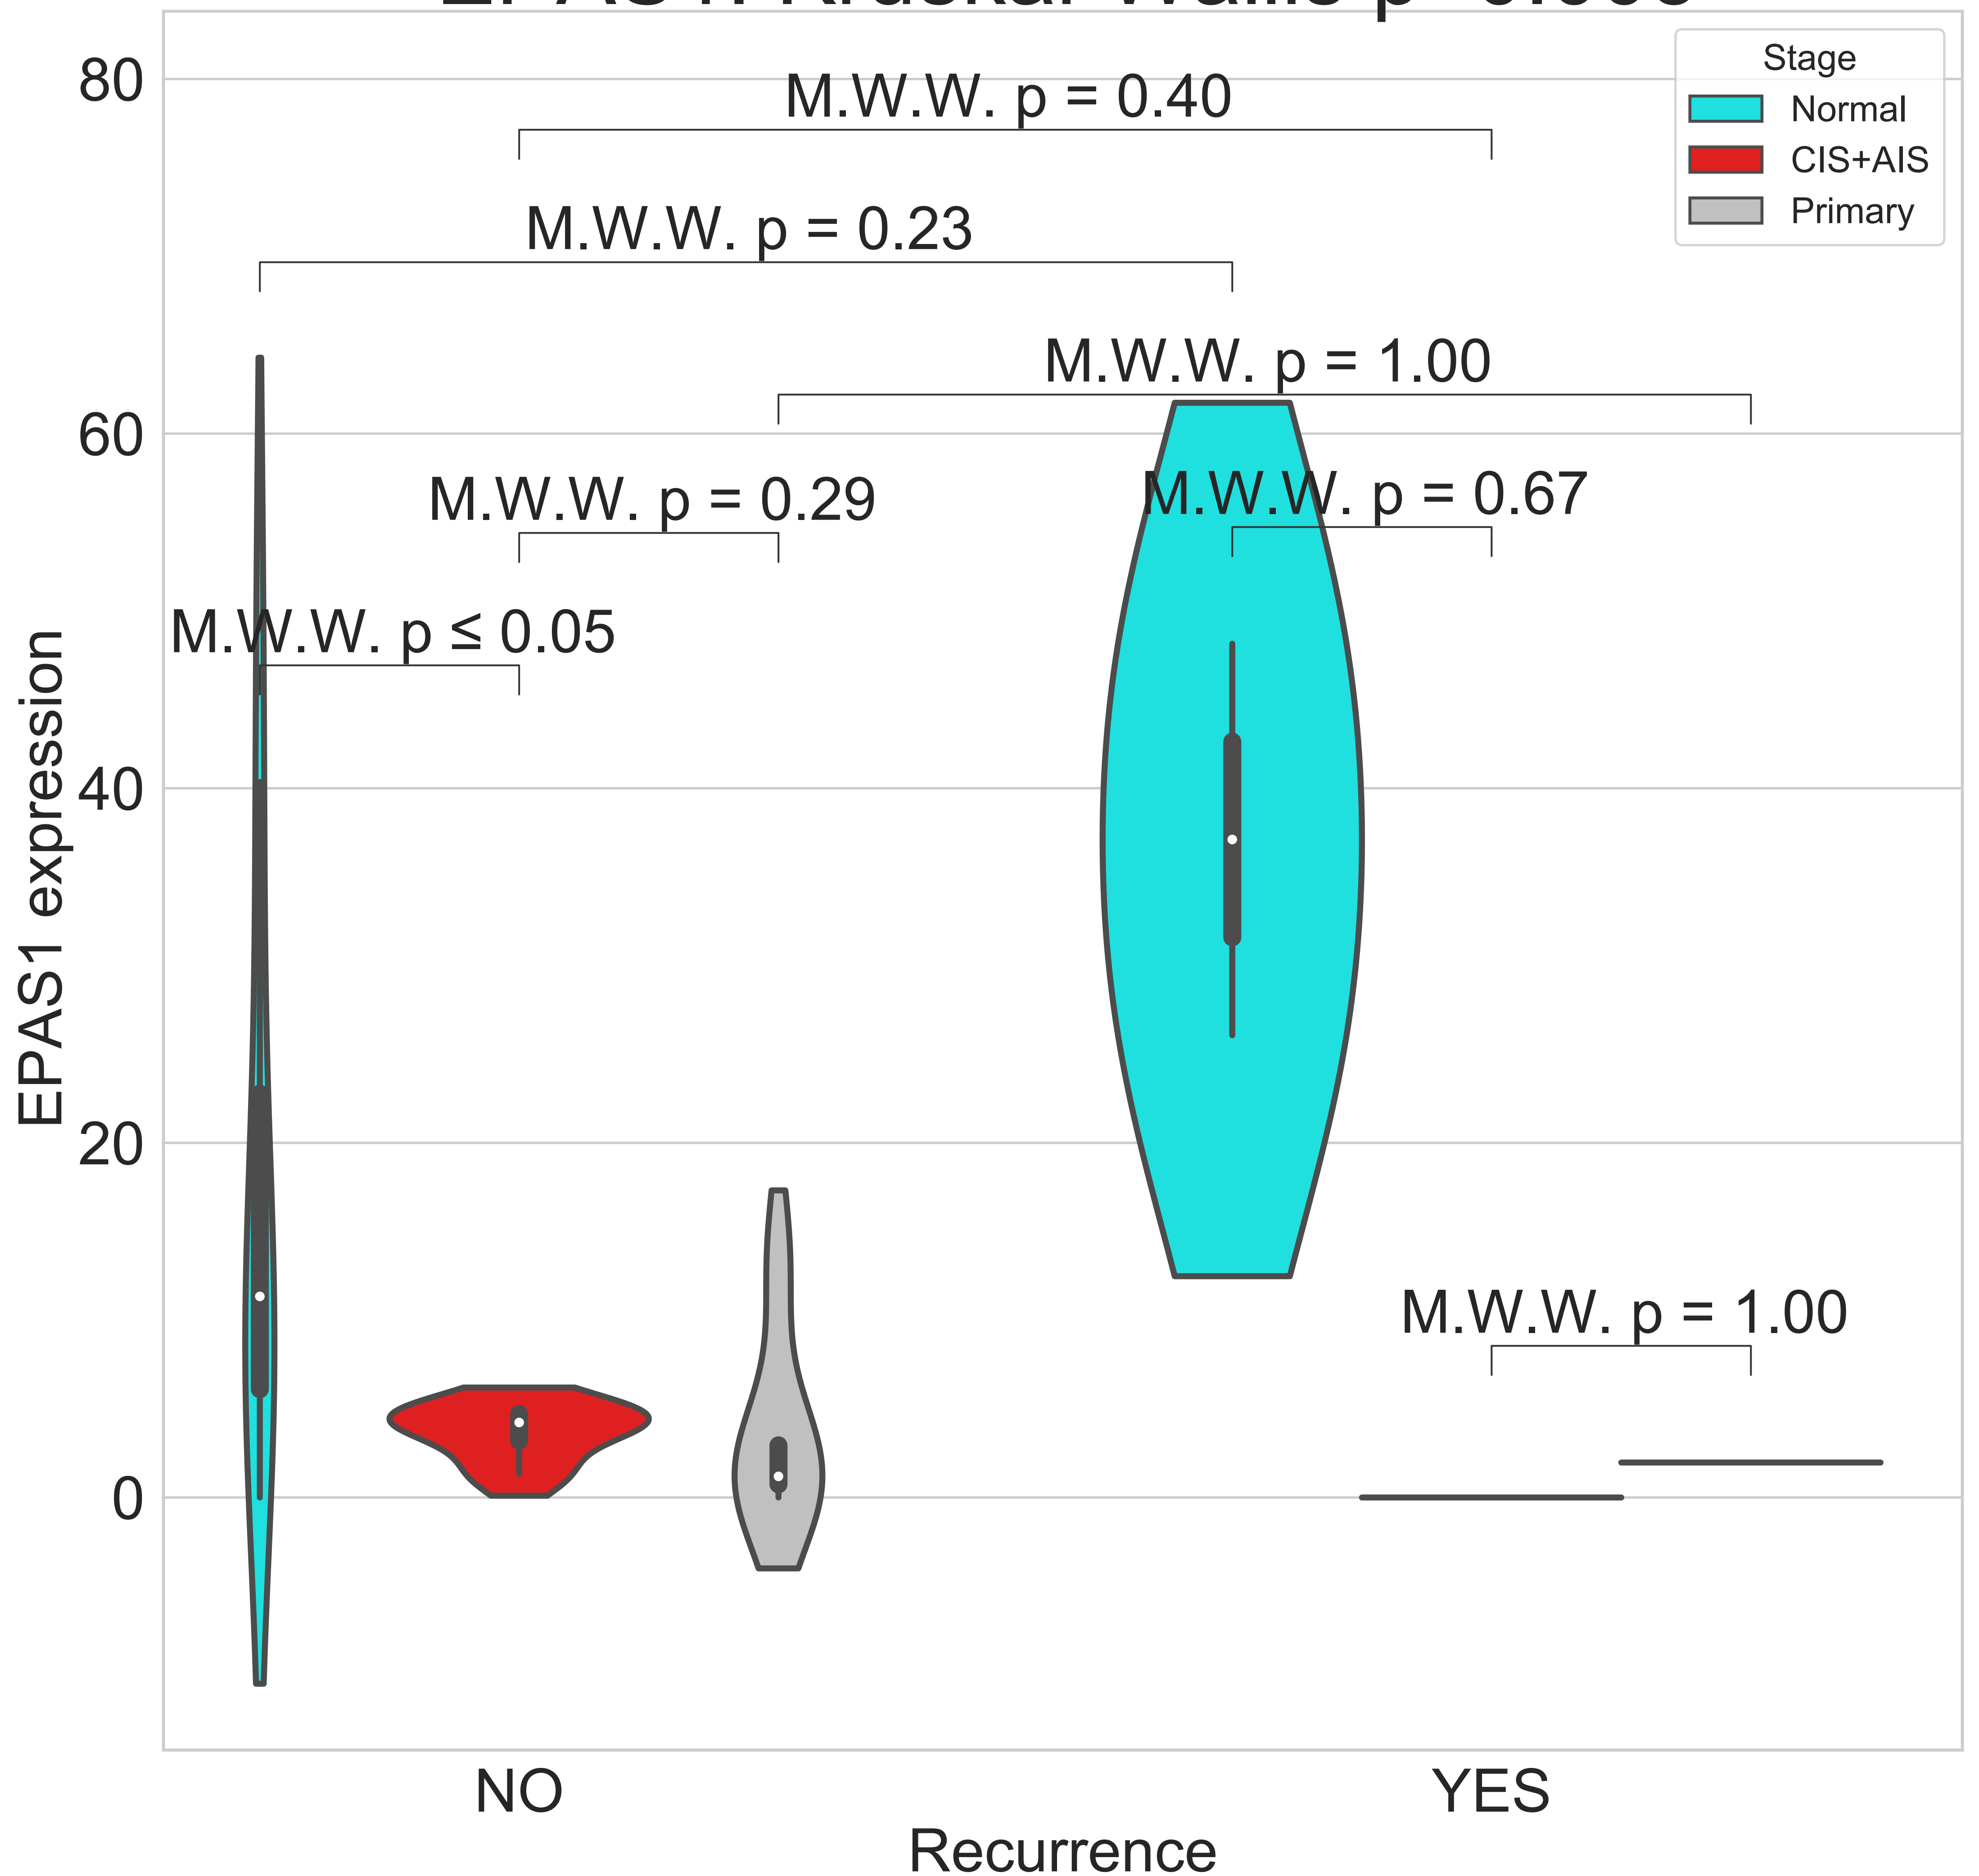 Stage
Normal
CIS+AIS
Primary
80
60
40
20
0
EPAS1 expression
M.W.W. p = 0.40
M.W.W. p = 0.23
M.W.W. p = 1.00
M.W.W. p = 0.29
M.W.W. p = 0.67
M.W.W. p ≤ 0.05
M.W.W. p = 1.00
NO
YES
Recurrence